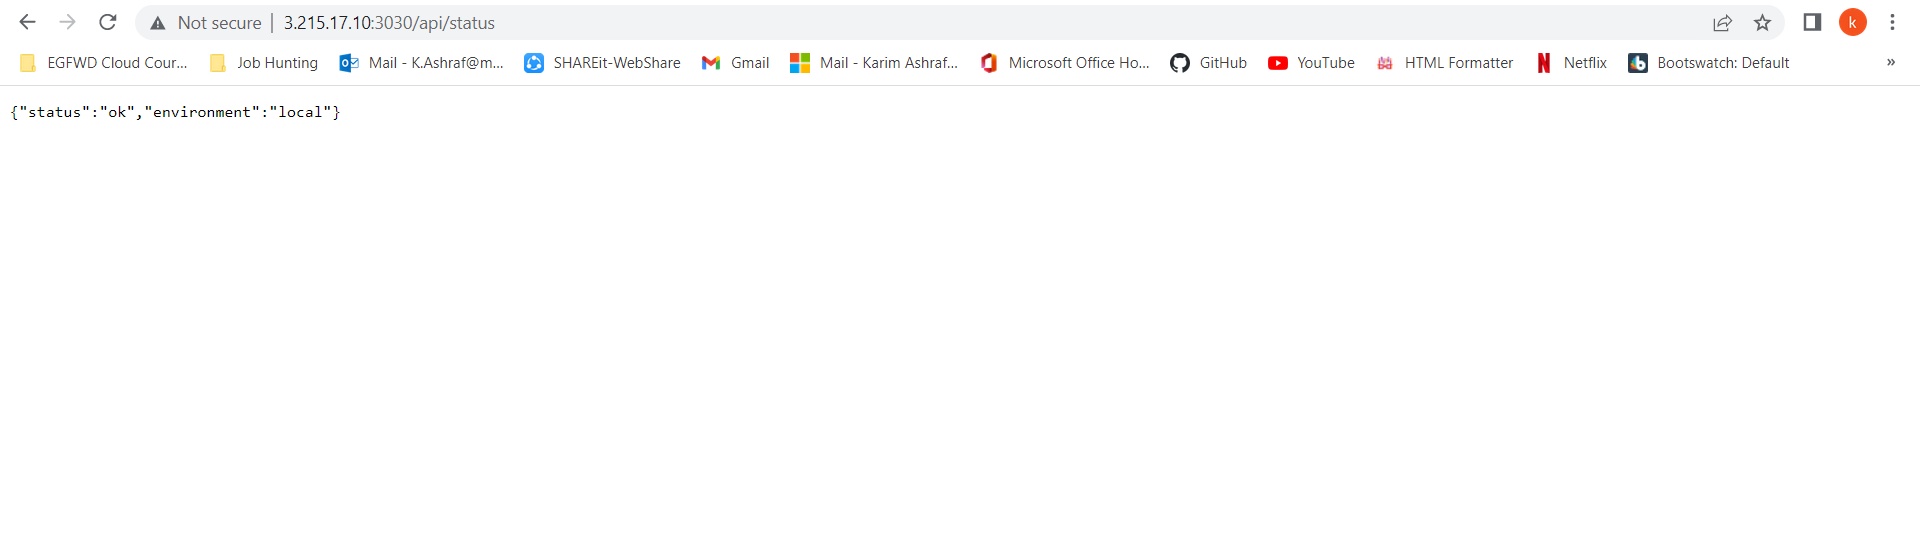 Not secure | 3.215.17.10:3030/api/status
k
EGFWD Cloud Cour... Job Hunting Mail - K.Ashraf@m... SHAREit-WebShare Gmail Mail - Karim Ashraf... Microsoft Office Ho... GitHub YouTube HTML Formatter Netflix Bootswatch: Default »
{"status":"ok","environment":"local"}